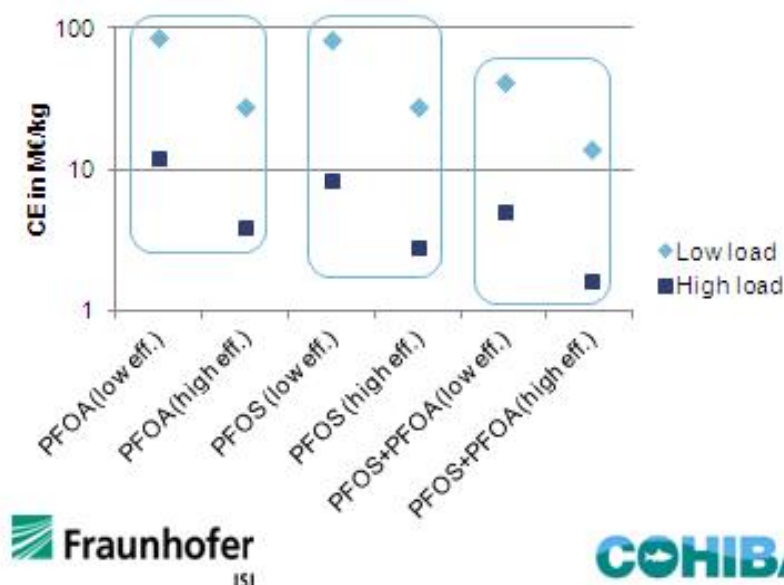 100
10
1
CE in M€/kg
PFOA (low eff.)
PFOA (high eff.)
PFOS (low eff.)
PFOS (high eff.)
PFOS+PFOA (low eff.)
PFOS+PFOA (high eff.)
Low load
High load
Fraunhofer
ISI
COHIBA